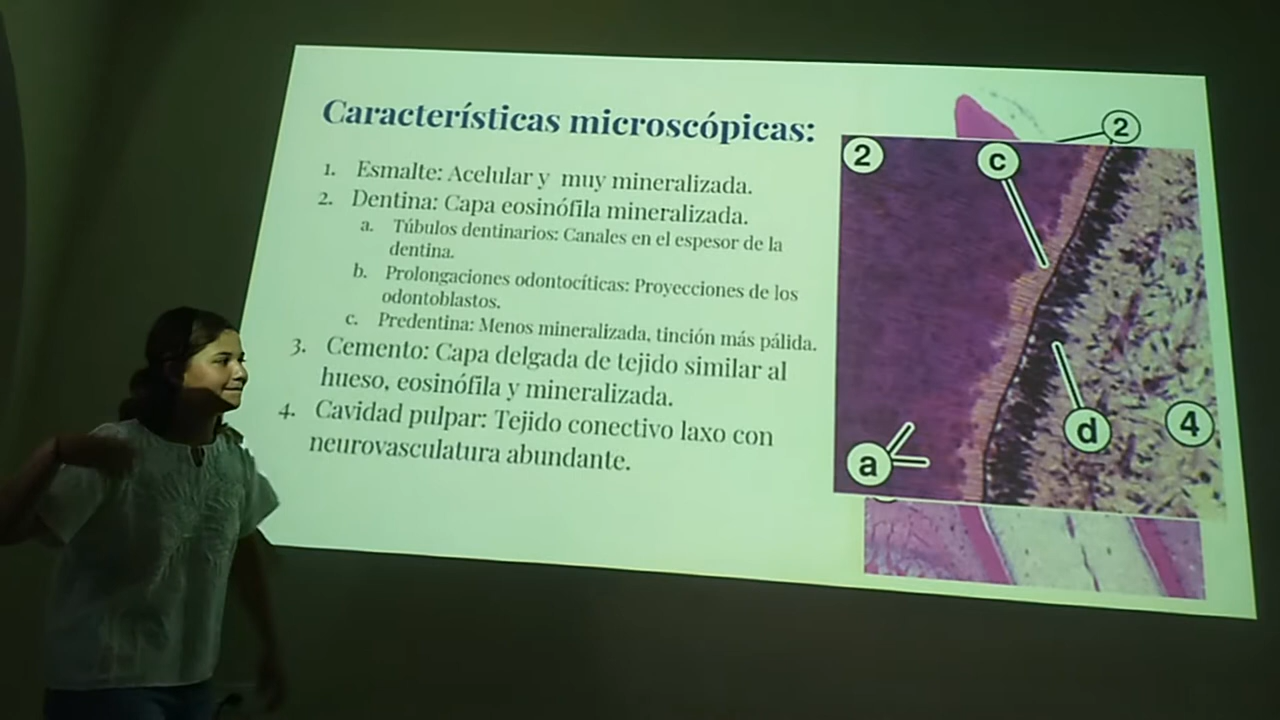 Características microscópicas:
1. Esmalte: Acelular y muy mineralizada.
2. Dentina: Capa eosinófila mineralizada.
a. Túbulos dentinarios: Canales en el espesor de la
dentina.
b. Prolongaciones odontocíticas: Proyecciones de los
odontoblastos.
c. Predentina: Menos mineralizada, tinción más pálida.
3. Cemento: Capa delgada de tejido similar al
hueso, eosinófila y mineralizada.
4. Cavidad pulpar: Tejido conectivo laxo con
neurovasculatura abundante.
2
2
c
d
4
a